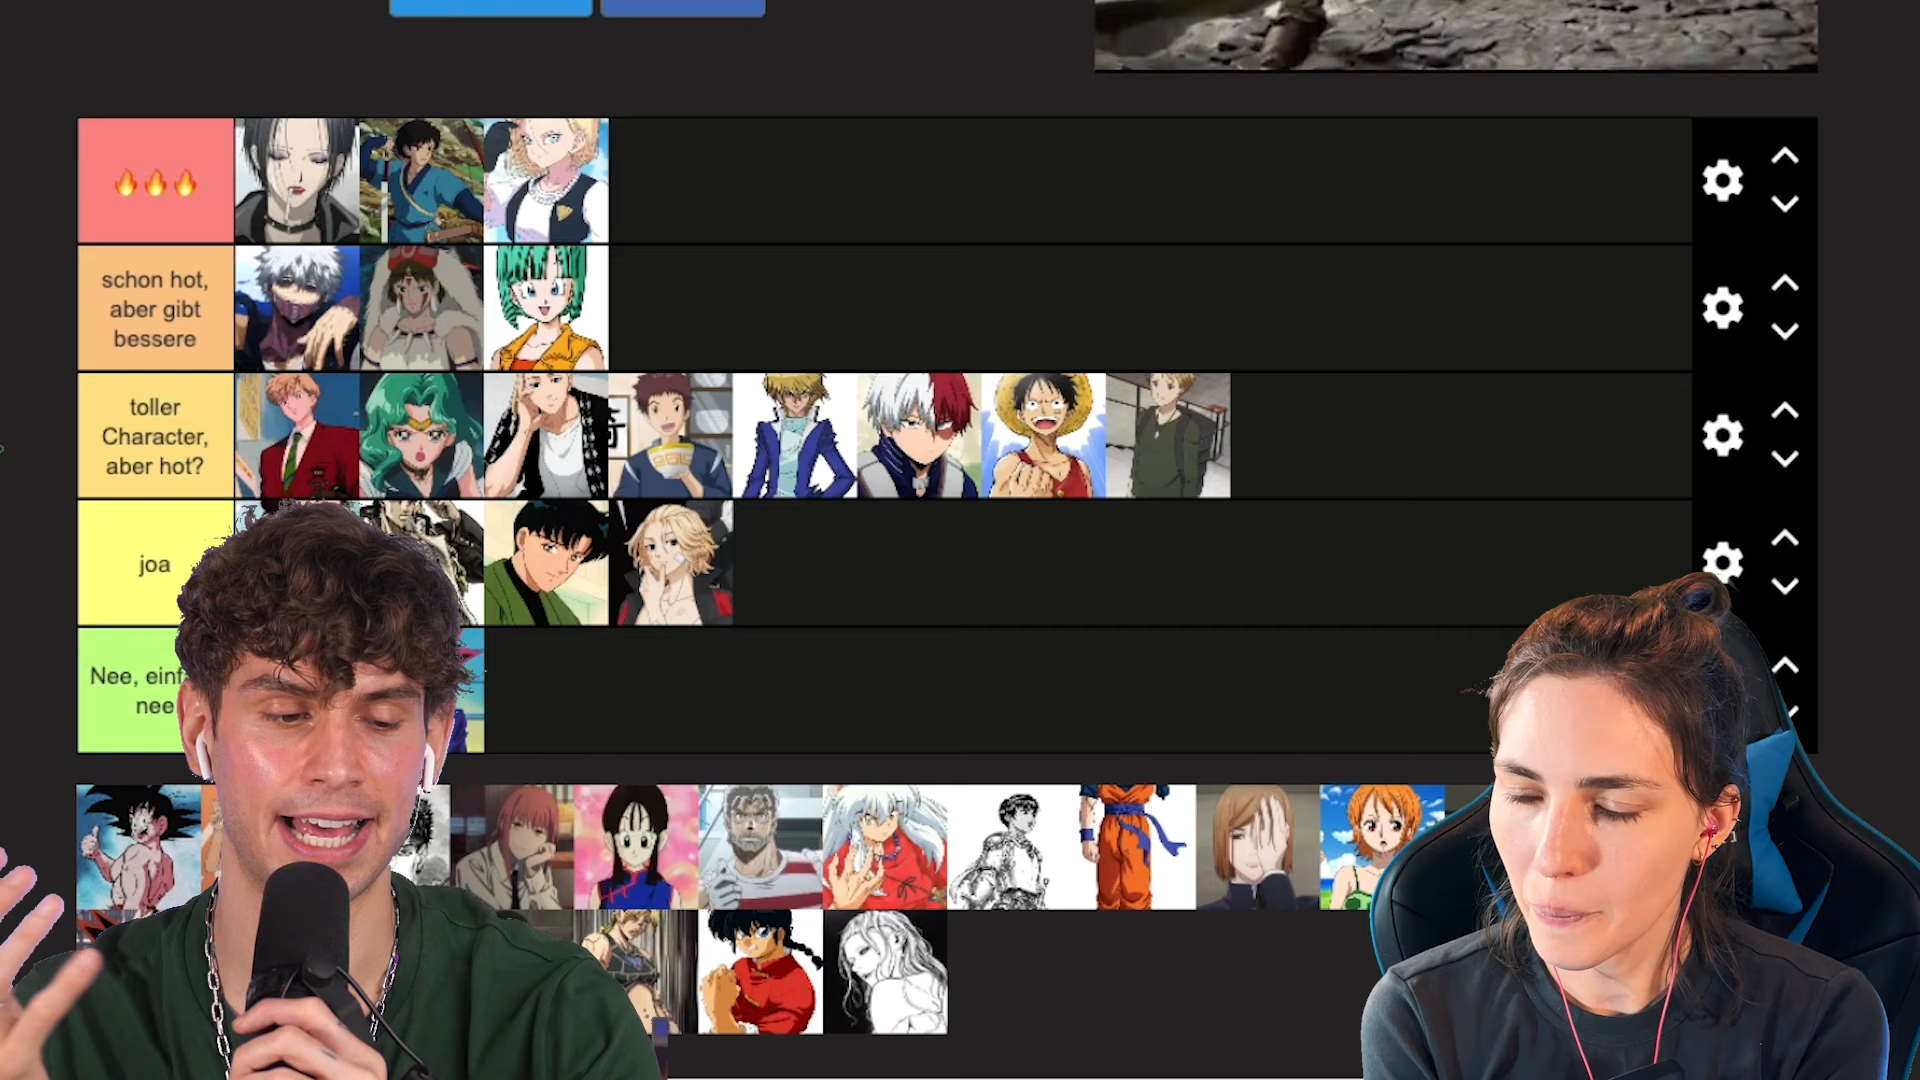 🔥🔥🔥
schon hot,
aber gibt
bessere
toller
Character,
aber hot?
joa
Nee, einf
nee